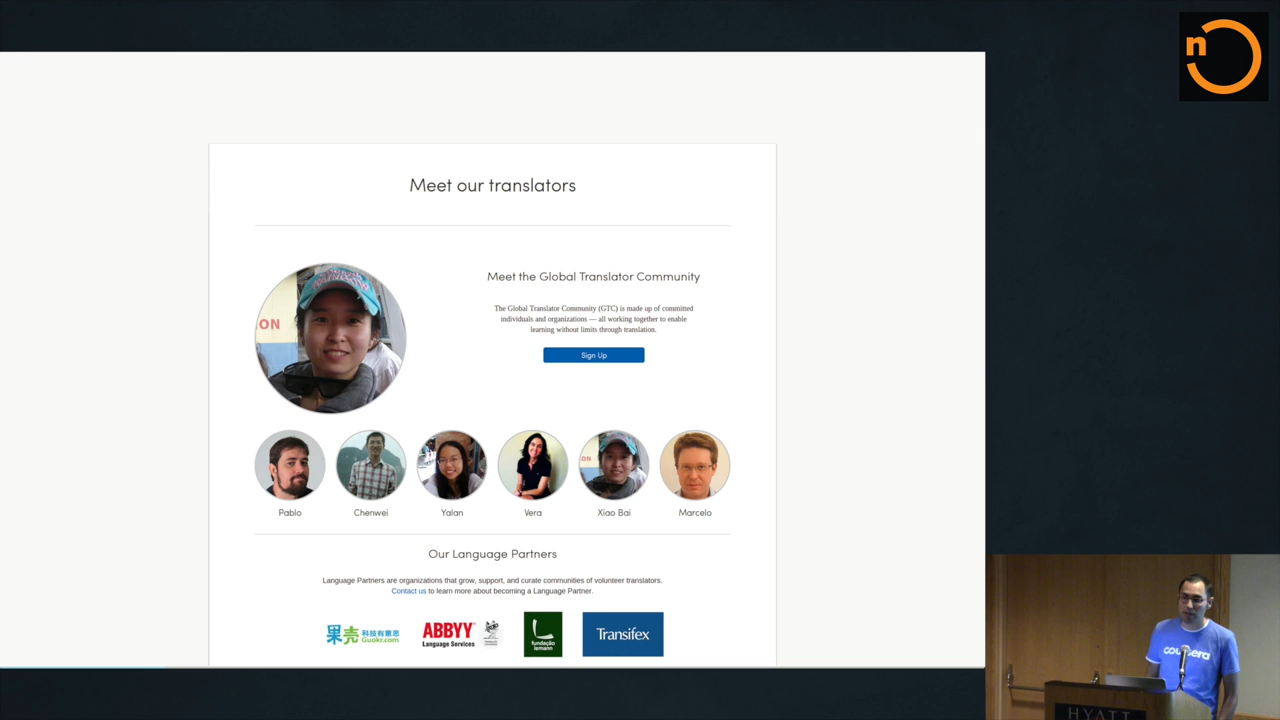 n
Meet our translators
ON
Meet the Global Translator Community
The Global Translator Community (GTC) is made up of committed
individuals and organizations — all working together to enable
learning without limits through translation.
Sign Up
ON
Pablo
Chenwei
Yalan
Vera
Xiao Bai
Marcelo
Our Language Partners
Language Partners are organizations that grow, support, and curate communities of volunteer translators.
Contact us to learn more about becoming a Language Partner.
果壳 科技有意思
Guokr.com
ABBYY
Language Services
fundação
lemann
Transifex
coursera
HYATT